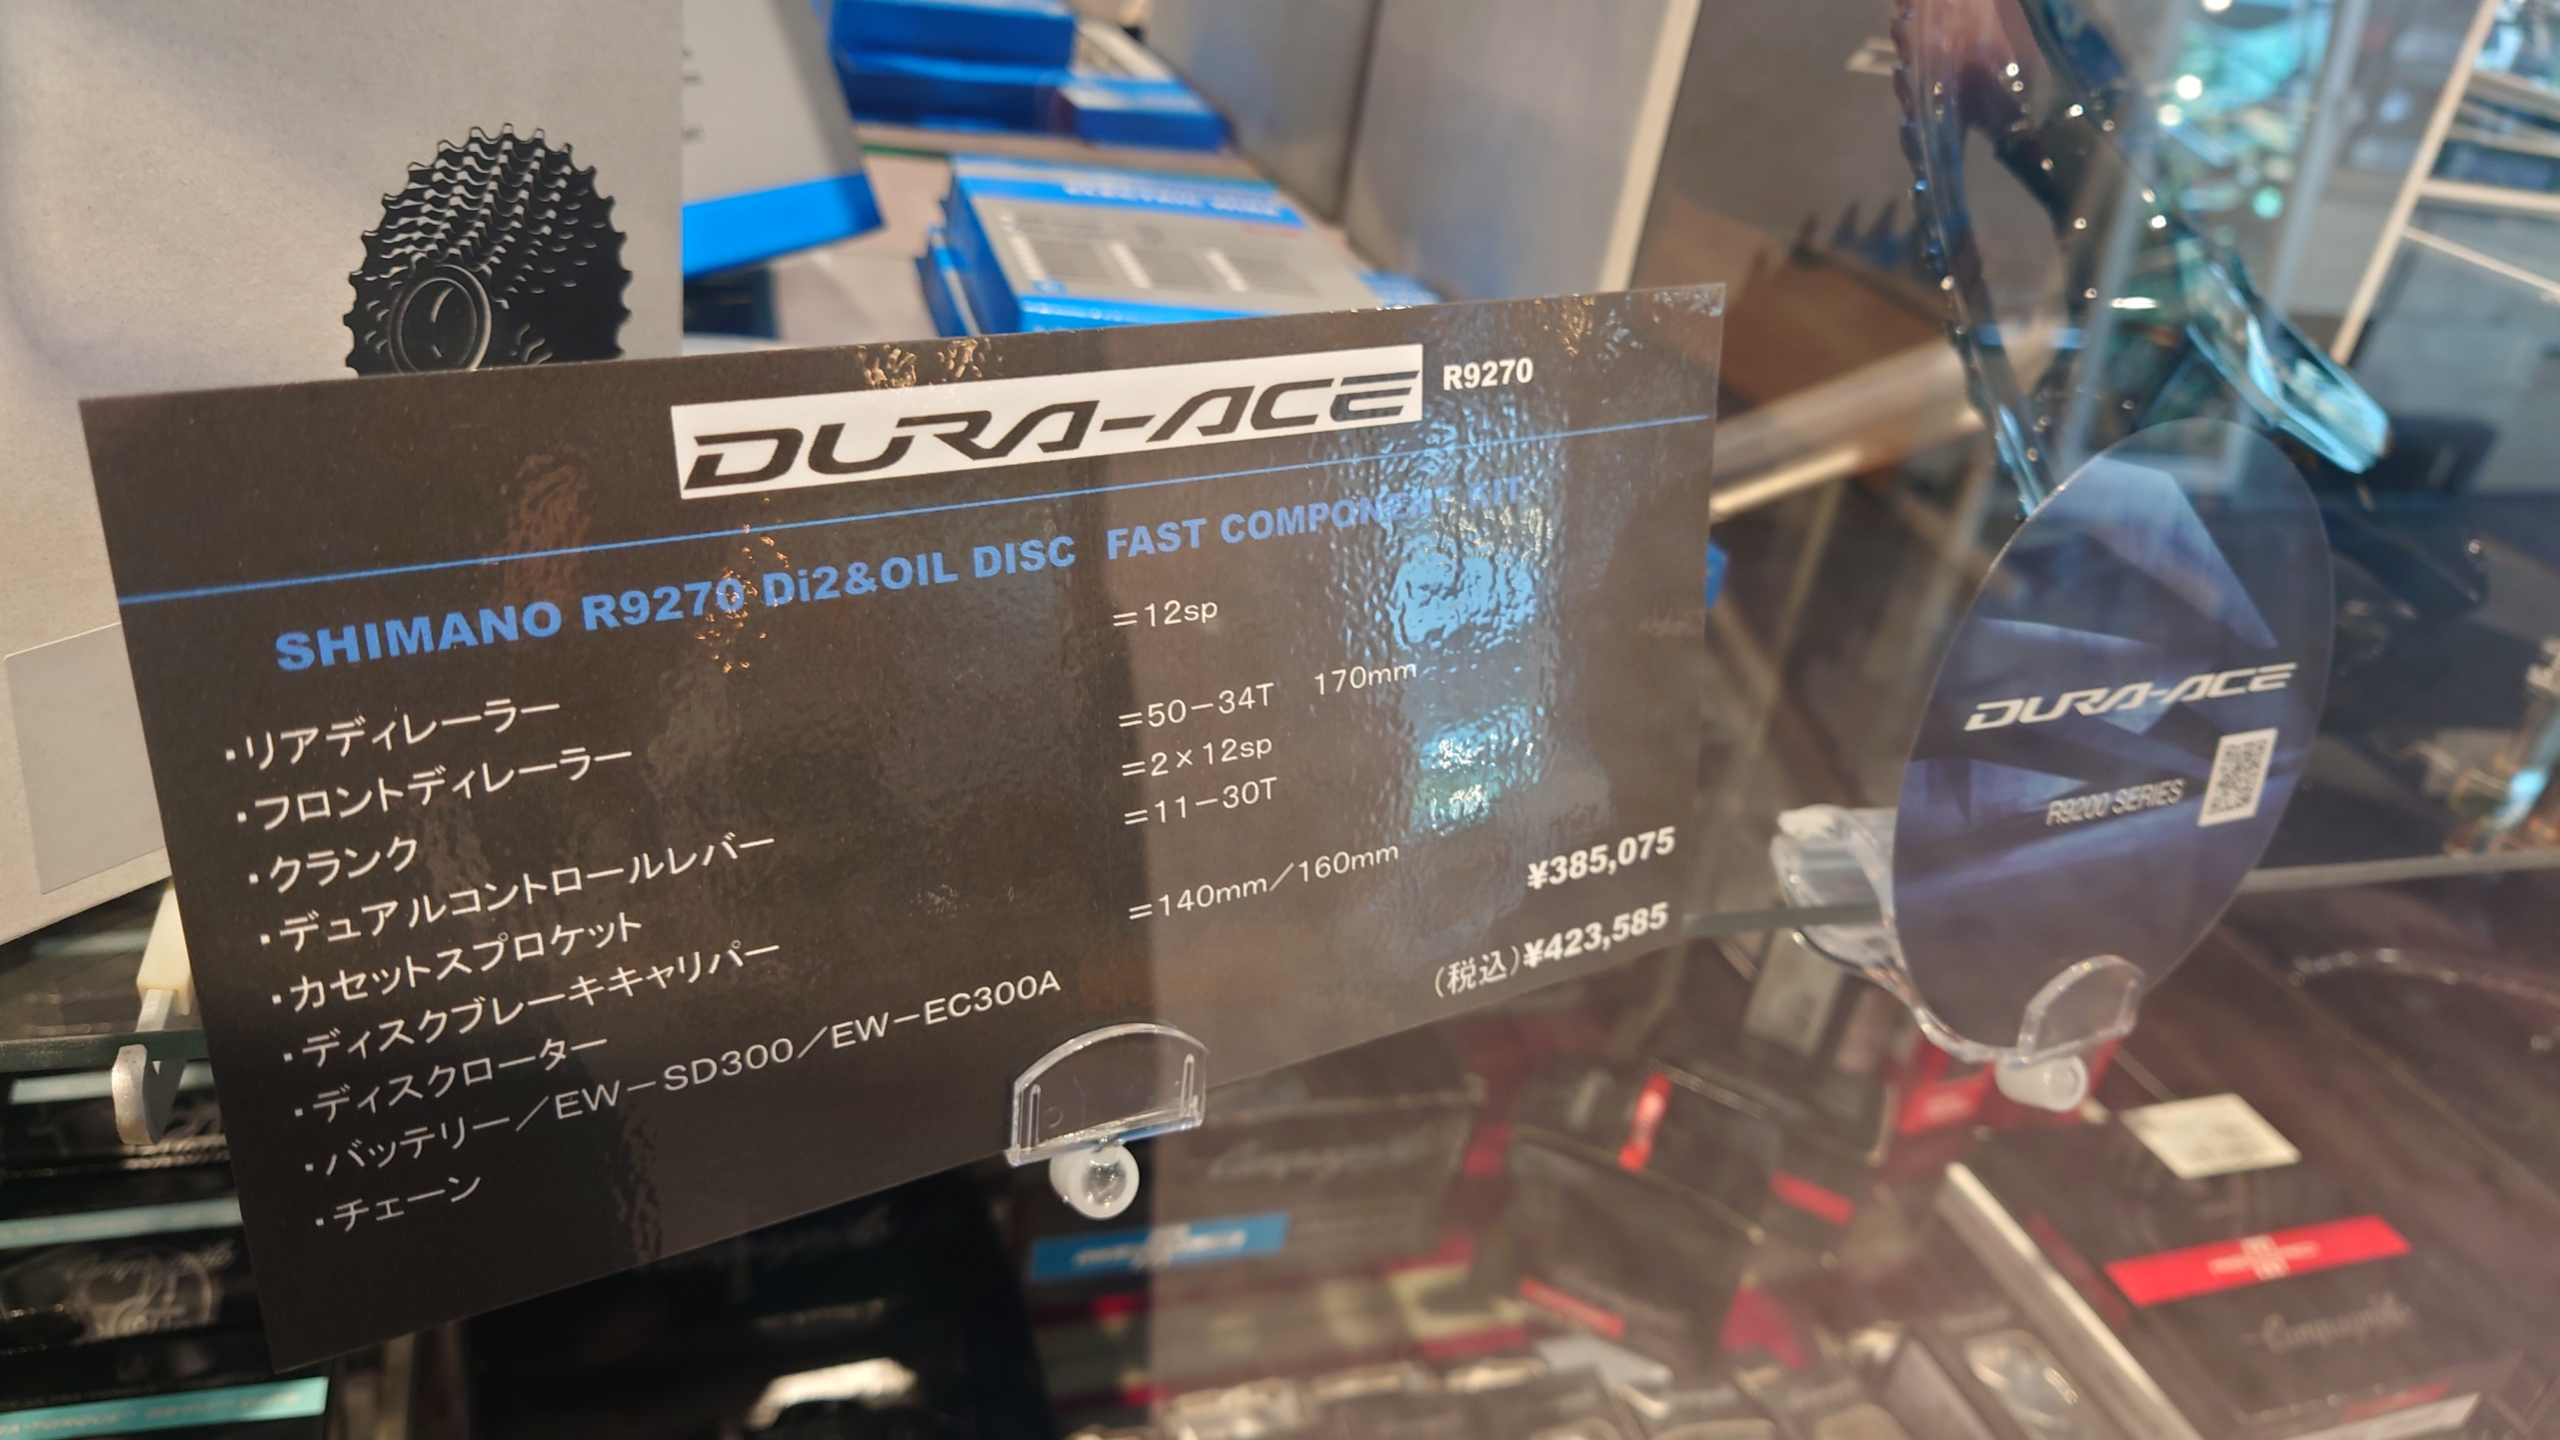 DURA-ACE R9270
SHIMANO R9270 Di2&OIL DISC FAST COMPONENT KIT
・リアディレーラー =12sp
・フロントディレーラー
・クランク =50-34T 170mm
・デュアルコントロールレバー =2×12sp
・カセットスプロケット =11-30T
・ディスクブレーキキャリパー
・ディスクローター =140mm/160mm
・バッテリー/EW-SD300/EW-EC300A
・チェーン
¥385,075
(税込)¥423,585
DURA-ACE
R9200 SERIES
Campagnolo